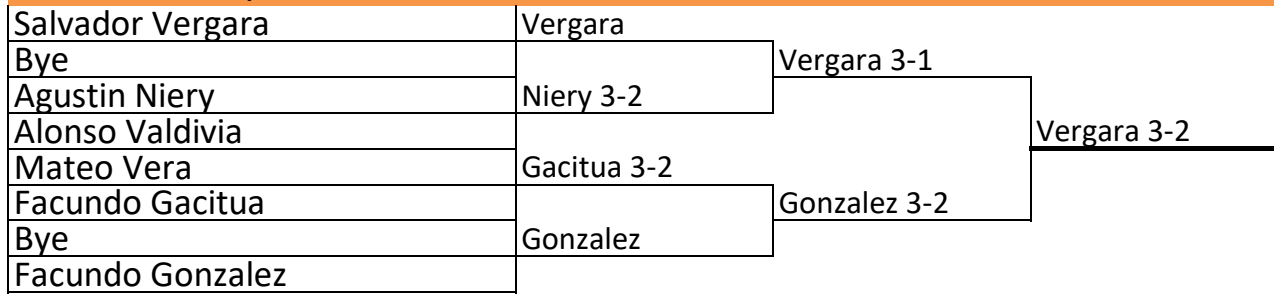 Salvador Vergara
Vergara
Bye
Vergara 3-1
Agustin Niery
Niery 3-2
Alonso Valdivia
Vergara 3-2
Mateo Vera
Gacitua 3-2
Facundo Gacitua
Gonzalez 3-2
Bye
Gonzalez
Facundo Gonzalez